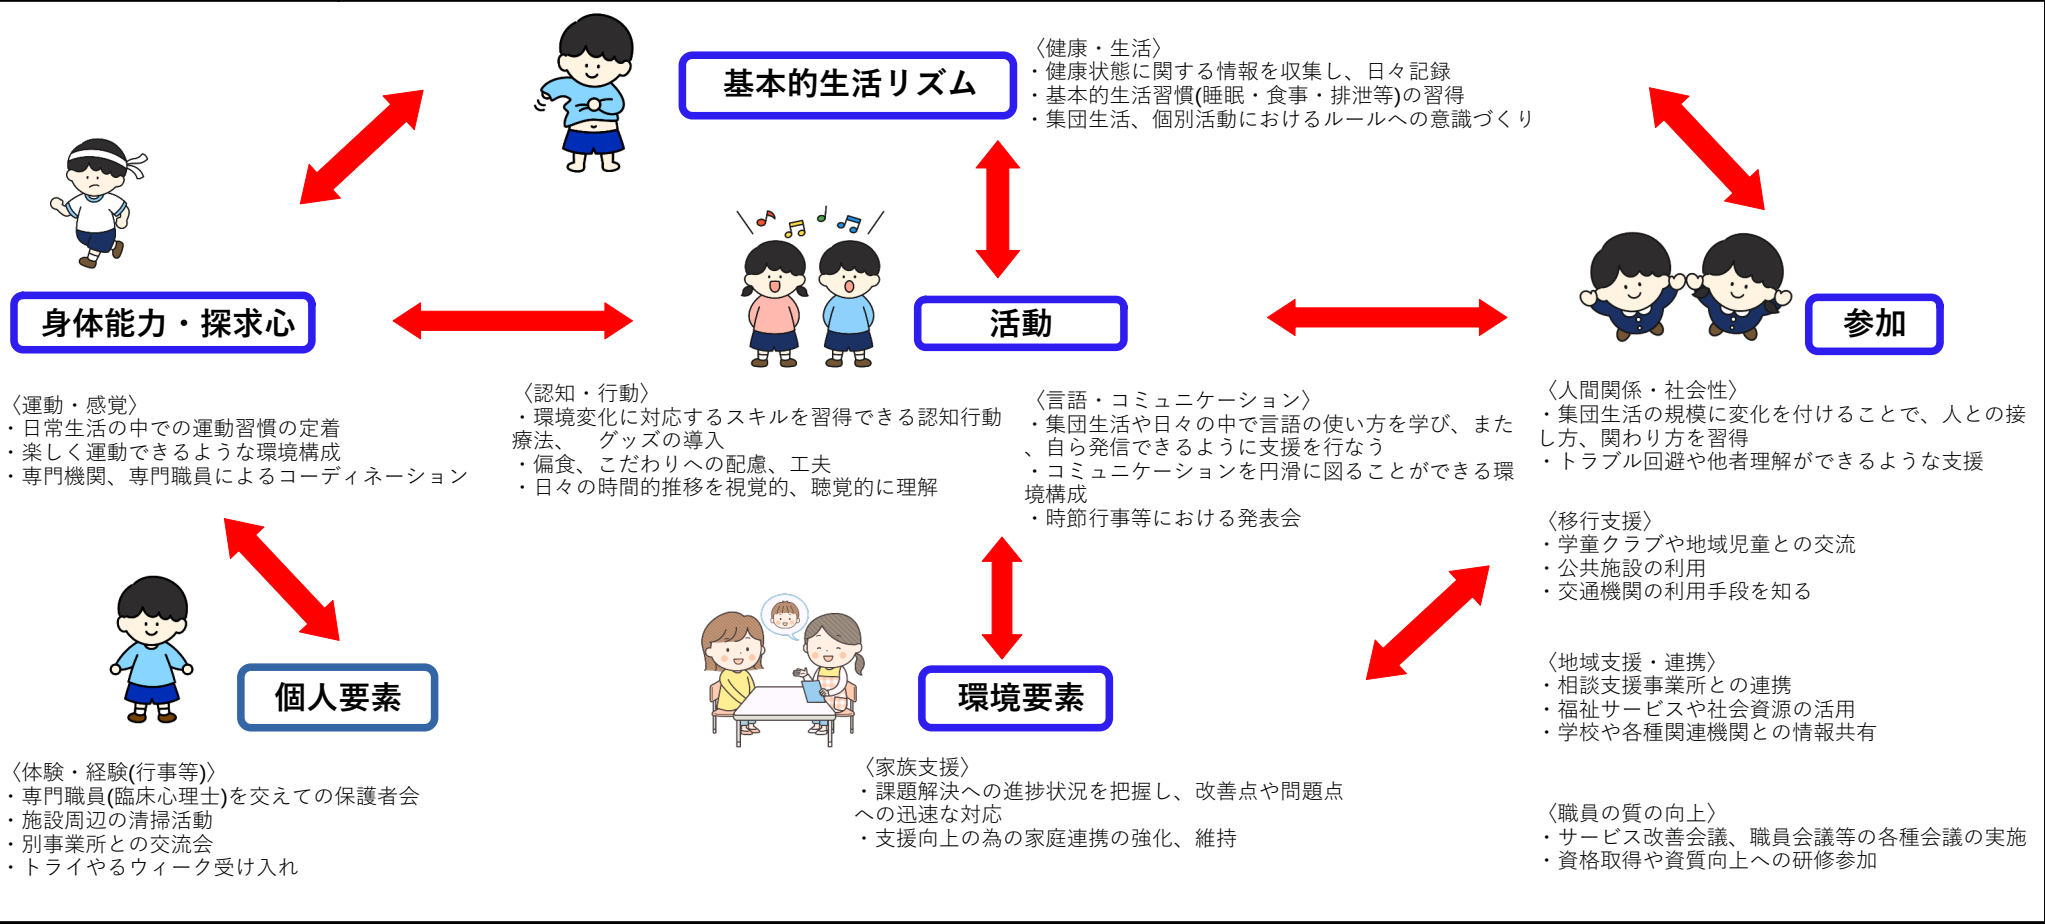 基本的生活リズム
〈健康・生活〉
・健康状態に関する情報を収集し、日々記録
・基本的生活習慣(睡眠・食事・排泄等)の習得
・集団生活、個別活動におけるルールへの意識づくり
身体能力・探求心
〈運動・感覚〉
・日常生活の中での運動習慣の定着
・楽しく運動できるような環境構成
・専門機関、専門職員によるコーディネーション
活動
〈認知・行動〉
・環境変化に対応するスキルを習得できる認知行動
療法、　グッズの導入
・偏食、こだわりへの配慮、工夫
・日々の時間的推移を視覚的、聴覚的に理解
〈言語・コミュニケーション〉
・集団生活や日々の中で言語の使い方を学び、また
、自ら発信できるように支援を行なう
・コミュニケーションを円滑に図ることができる環
境構成
・時節行事等における発表会
参加
〈人間関係・社会性〉
・集団生活の規模に変化を付けることで、人との接
し方、関わり方を習得
・トラブル回避や他者理解ができるような支援
〈移行支援〉
・学童クラブや地域児童との交流
・公共施設の利用
・交通機関の利用手段を知る
〈地域支援・連携〉
・相談支援事業所との連携
・福祉サービスや社会資源の活用
・学校や各種関連機関との情報共有
〈職員の質の向上〉
・サービス改善会議、職員会議等の各種会議の実施
・資格取得や資質向上への研修参加
個人要素
〈体験・経験(行事等)〉
・専門職員(臨床心理士)を交えての保護者会
・施設周辺の清掃活動
・別事業所との交流会
・トライやるウィーク受け入れ
環境要素
〈家族支援〉
・課題解決への進捗状況を把握し、改善点や問題点
への迅速な対応
・支援向上の為の家庭連携の強化、維持